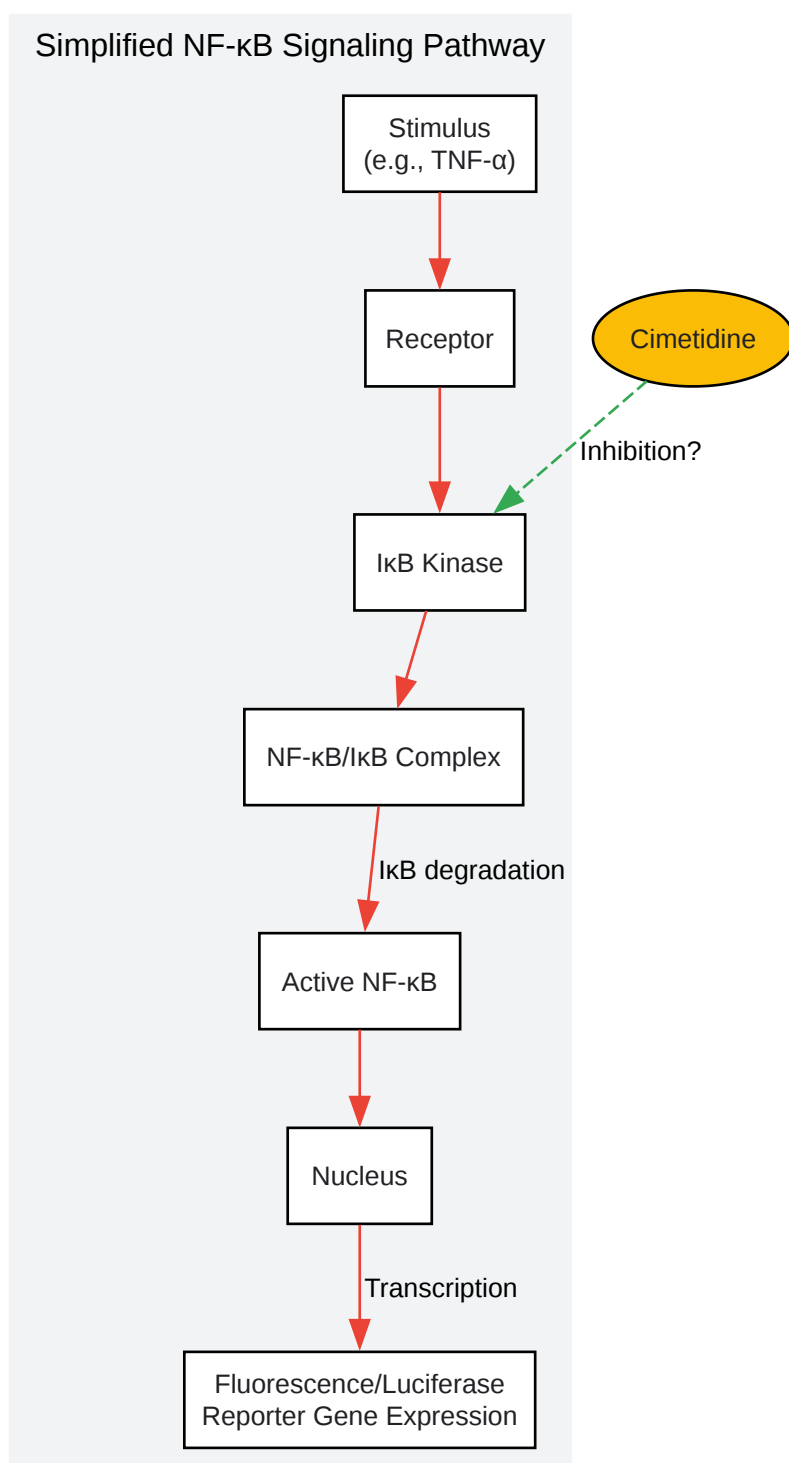 Simplified NF-κB Signaling Pathway
Stimulus
(e.g., TNF-α)
Receptor
Cimetidine
Inhibition?
IκB Kinase
NF-κB/IκB Complex
IκB degradation
Active NF-κB
Nucleus
Transcription
Fluorescence/Luciferase
Reporter Gene Expression